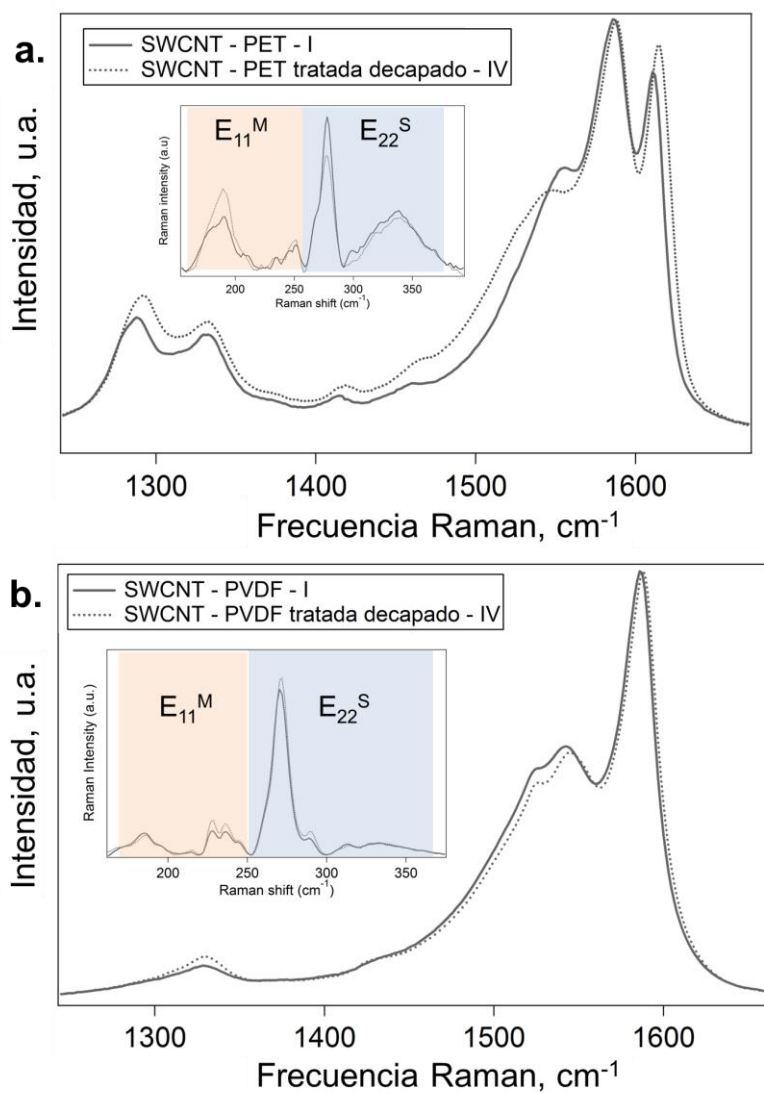 a.
SWCNT - PET - I
SWCNT - PET tratada decapado - IV
E₁₁ᴹ
E₂₂ˢ
Raman intensity (a.u)
200 250 300 350
Raman shift (cm⁻¹)
Intensidad, u.a.
1300 1400 1500 1600
Frecuencia Raman, cm⁻¹
b.
SWCNT - PVDF - I
SWCNT - PVDF tratada decapado - IV
E₁₁ᴹ
E₂₂ˢ
Raman Intensity (a.u.)
200 250 300 350
Raman shift (cm⁻¹)
Intensidad, u.a.
1300 1400 1500 1600
Frecuencia Raman, cm⁻¹